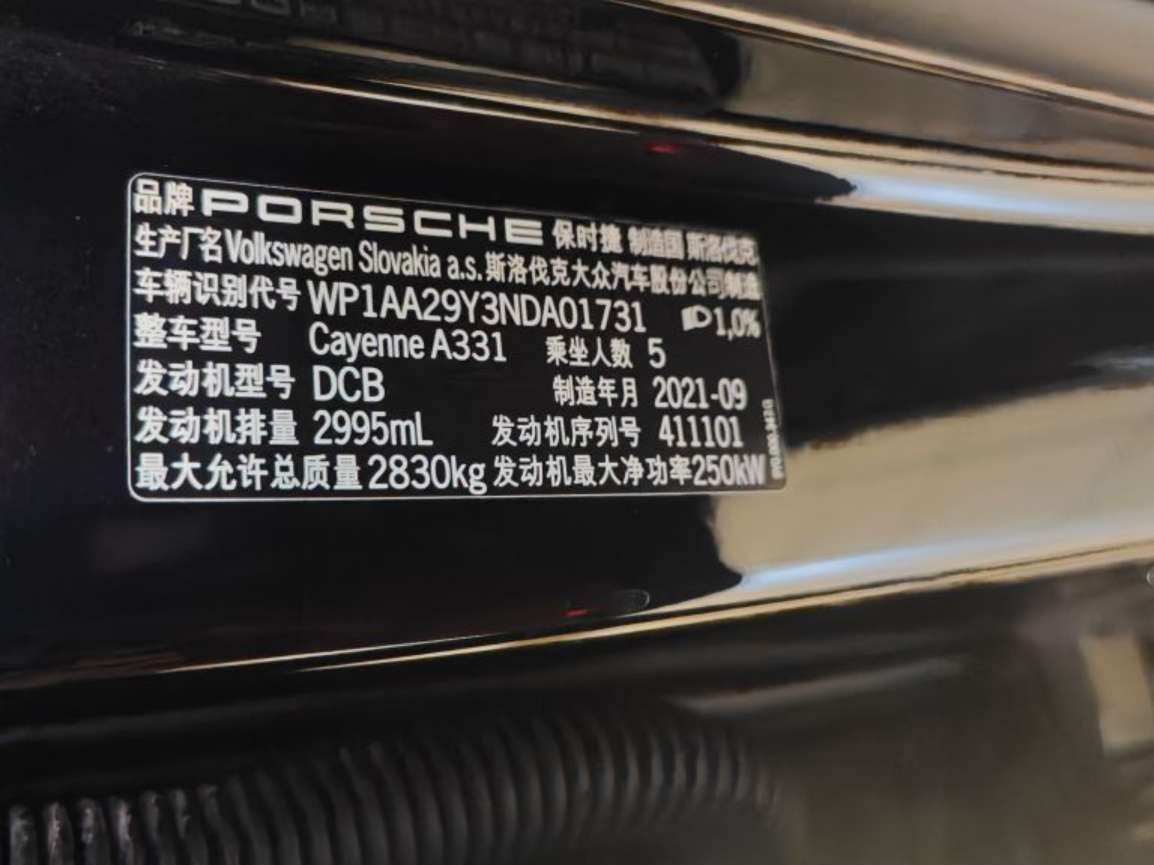 品牌 PORSCHE 保时捷 制造国 斯洛伐克
生产厂名 Volkswagen Slovakia a.s. 斯洛伐克大众汽车股份公司制造
车辆识别代号 WP1AA29Y3NDA01731 1,0%
整车型号 Cayenne A331 乘坐人数 5
发动机型号 DCB 制造年月 2021-09
发动机排量 2995mL 发动机序列号 411101
最大允许总质量 2830kg 发动机最大净功率 250kW